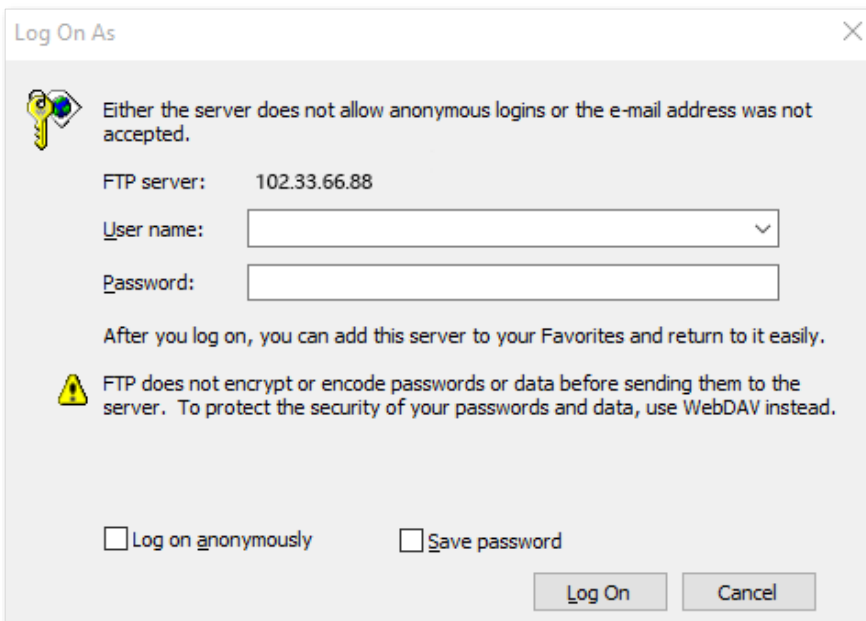 Log On As
Either the server does not allow anonymous logins or the e-mail address was not
accepted.
FTP server: 102.33.66.88
User name:
Password:
After you log on, you can add this server to your Favorites and return to it easily.
FTP does not encrypt or encode passwords or data before sending them to the
server. To protect the security of your passwords and data, use WebDAV instead.
Log on anonymously Save password
Log On Cancel